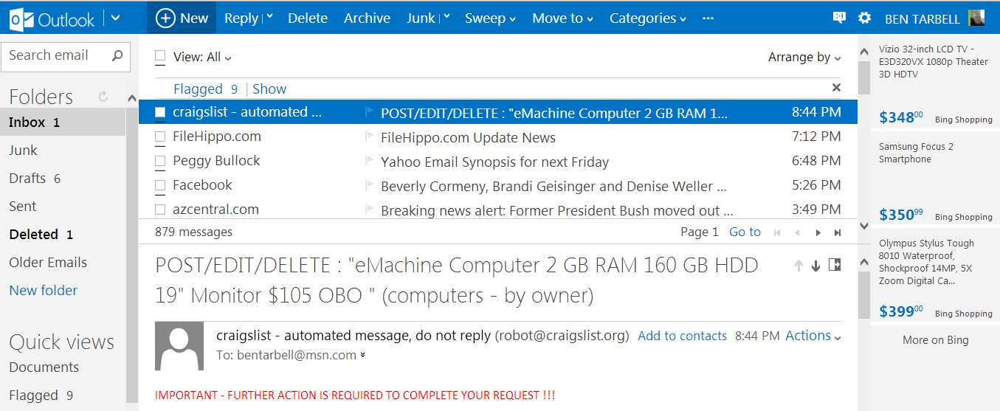 Outlook New Reply Delete Archive Junk Sweep Move to Categories ··· BEN TARBELL
Search email
Folders
Inbox 1
Junk
Drafts 6
Sent
Deleted 1
Older Emails
New folder
Quick views
Documents
Flagged 9
View: All Arrange by
Flagged 9 | Show
craigslist - automated ... POST/EDIT/DELETE : "eMachine Computer 2 GB RAM 1... 8:44 PM
FileHippo.com FileHippo.com Update News 7:12 PM
Peggy Bullock Yahoo Email Synopsis for next Friday 6:48 PM
Facebook Beverly Cormeny, Brandi Geisinger and Denise Weller ... 5:26 PM
azcentral.com Breaking news alert: Former President Bush moved out ... 3:49 PM
879 messages Page 1 Go to
POST/EDIT/DELETE : "eMachine Computer 2 GB RAM 160 GB HDD
19" Monitor $105 OBO " (computers - by owner)
craigslist - automated message, do not reply (robot@craigslist.org) Add to contacts 8:44 PM Actions
To: bentarbell@msn.com
IMPORTANT - FURTHER ACTION IS REQUIRED TO COMPLETE YOUR REQUEST !!!
Vizio 32-inch LCD TV -
E3D320VX 1080p Theater
3D HDTV
$34800 Bing Shopping
Samsung Focus 2
Smartphone
$35099 Bing Shopping
Olympus Stylus Tough
8010 Waterproof,
Shockproof 14MP, 5X
Zoom Digital Ca...
$39900 Bing Shopping
More on Bing